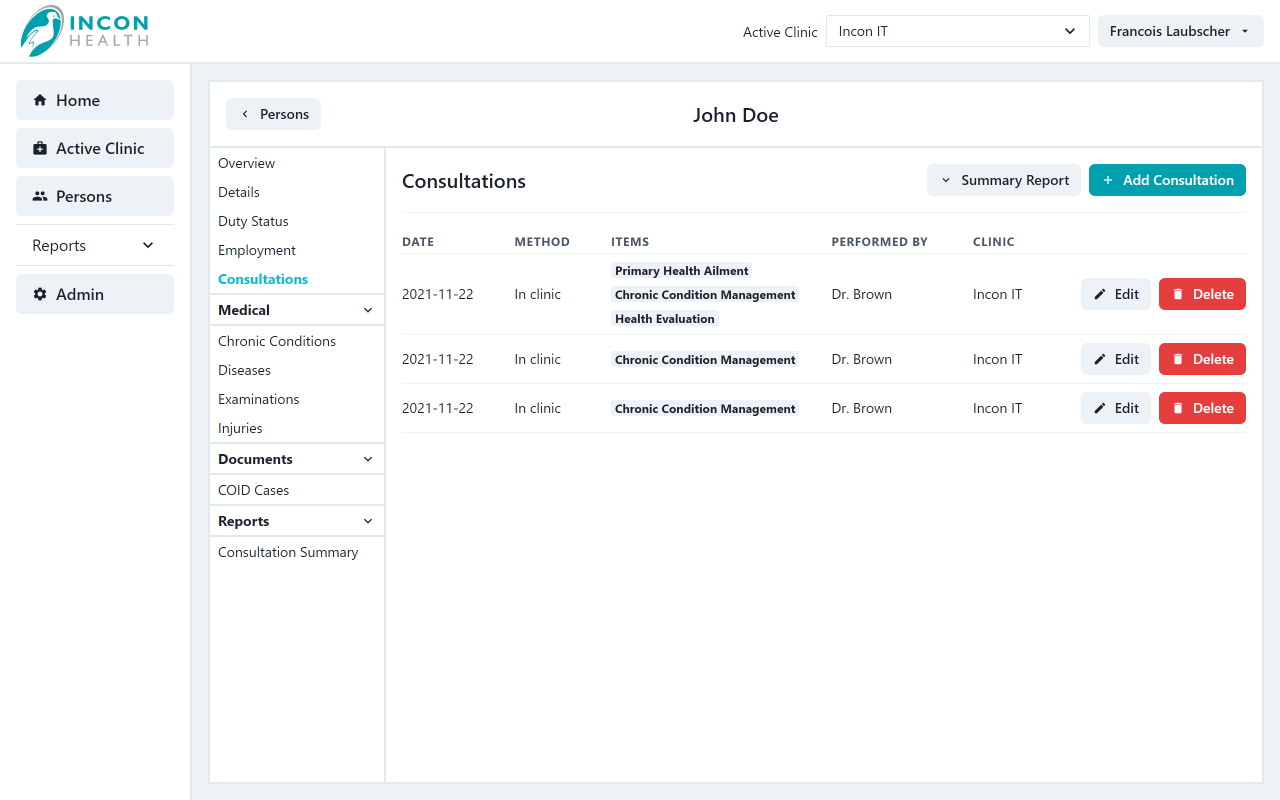 INCON
HEALTH
Active Clinic
Incon IT
Francois Laubscher
Home
Active Clinic
Persons
Reports
Admin
Persons
John Doe
Overview
Details
Duty Status
Employment
Consultations
Medical
Chronic Conditions
Diseases
Examinations
Injuries
Documents
COID Cases
Reports
Consultation Summary
Consultations
Summary Report
Add Consultation
DATE METHOD ITEMS PERFORMED BY CLINIC
2021-11-22 In clinic Primary Health Ailment
Chronic Condition Management
Health Evaluation Dr. Brown Incon IT Edit Delete
2021-11-22 In clinic Chronic Condition Management Dr. Brown Incon IT Edit Delete
2021-11-22 In clinic Chronic Condition Management Dr. Brown Incon IT Edit Delete